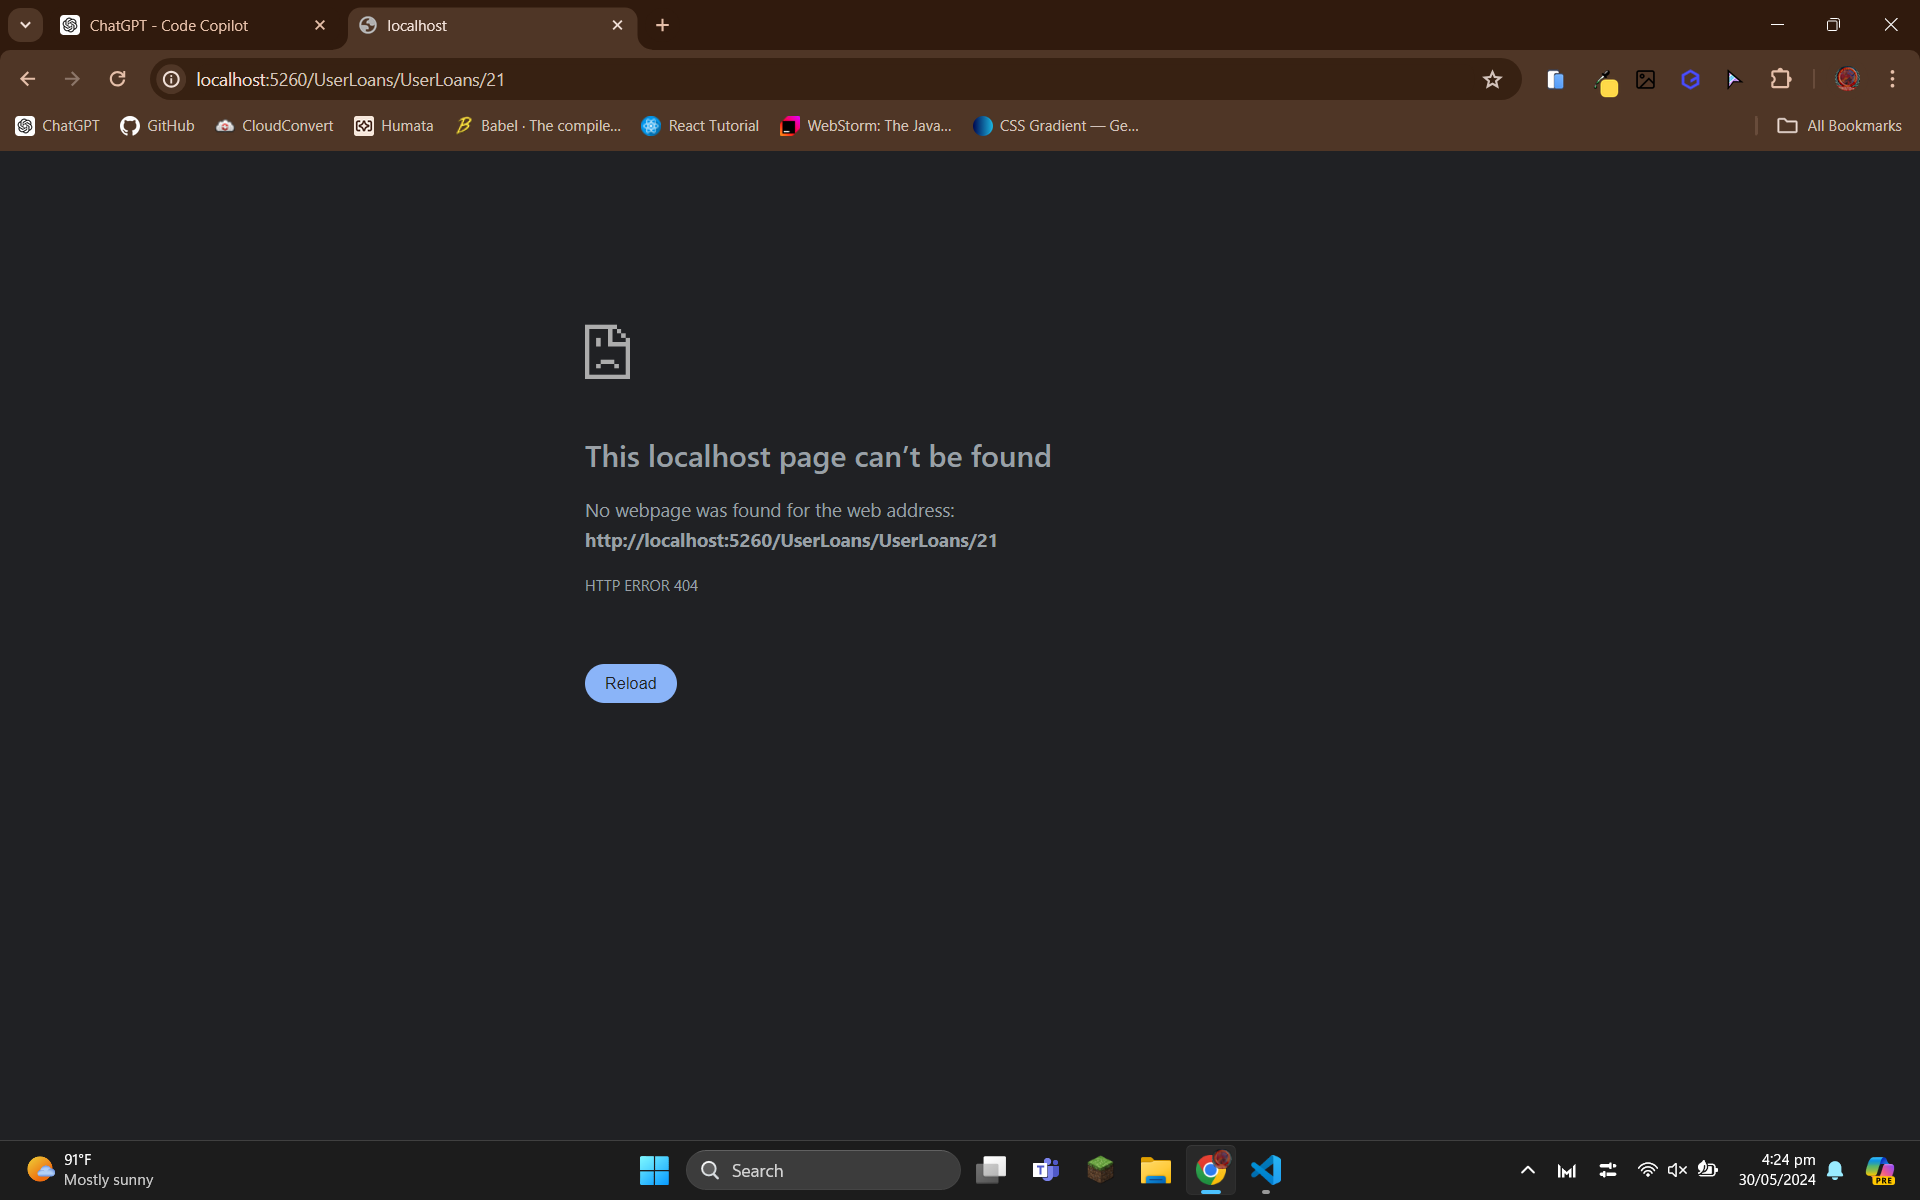 ChatGPT - Code Copilot
localhost
localhost:5260/UserLoans/UserLoans/21
ChatGPT
GitHub
CloudConvert
Humata
Babel · The compile...
React Tutorial
WebStorm: The Java...
CSS Gradient — Ge...
All Bookmarks
This localhost page can’t be found
No webpage was found for the web address:
http://localhost:5260/UserLoans/UserLoans/21
HTTP ERROR 404
Reload
91°F
Mostly sunny
Search
4:24 pm
30/05/2024
PRE